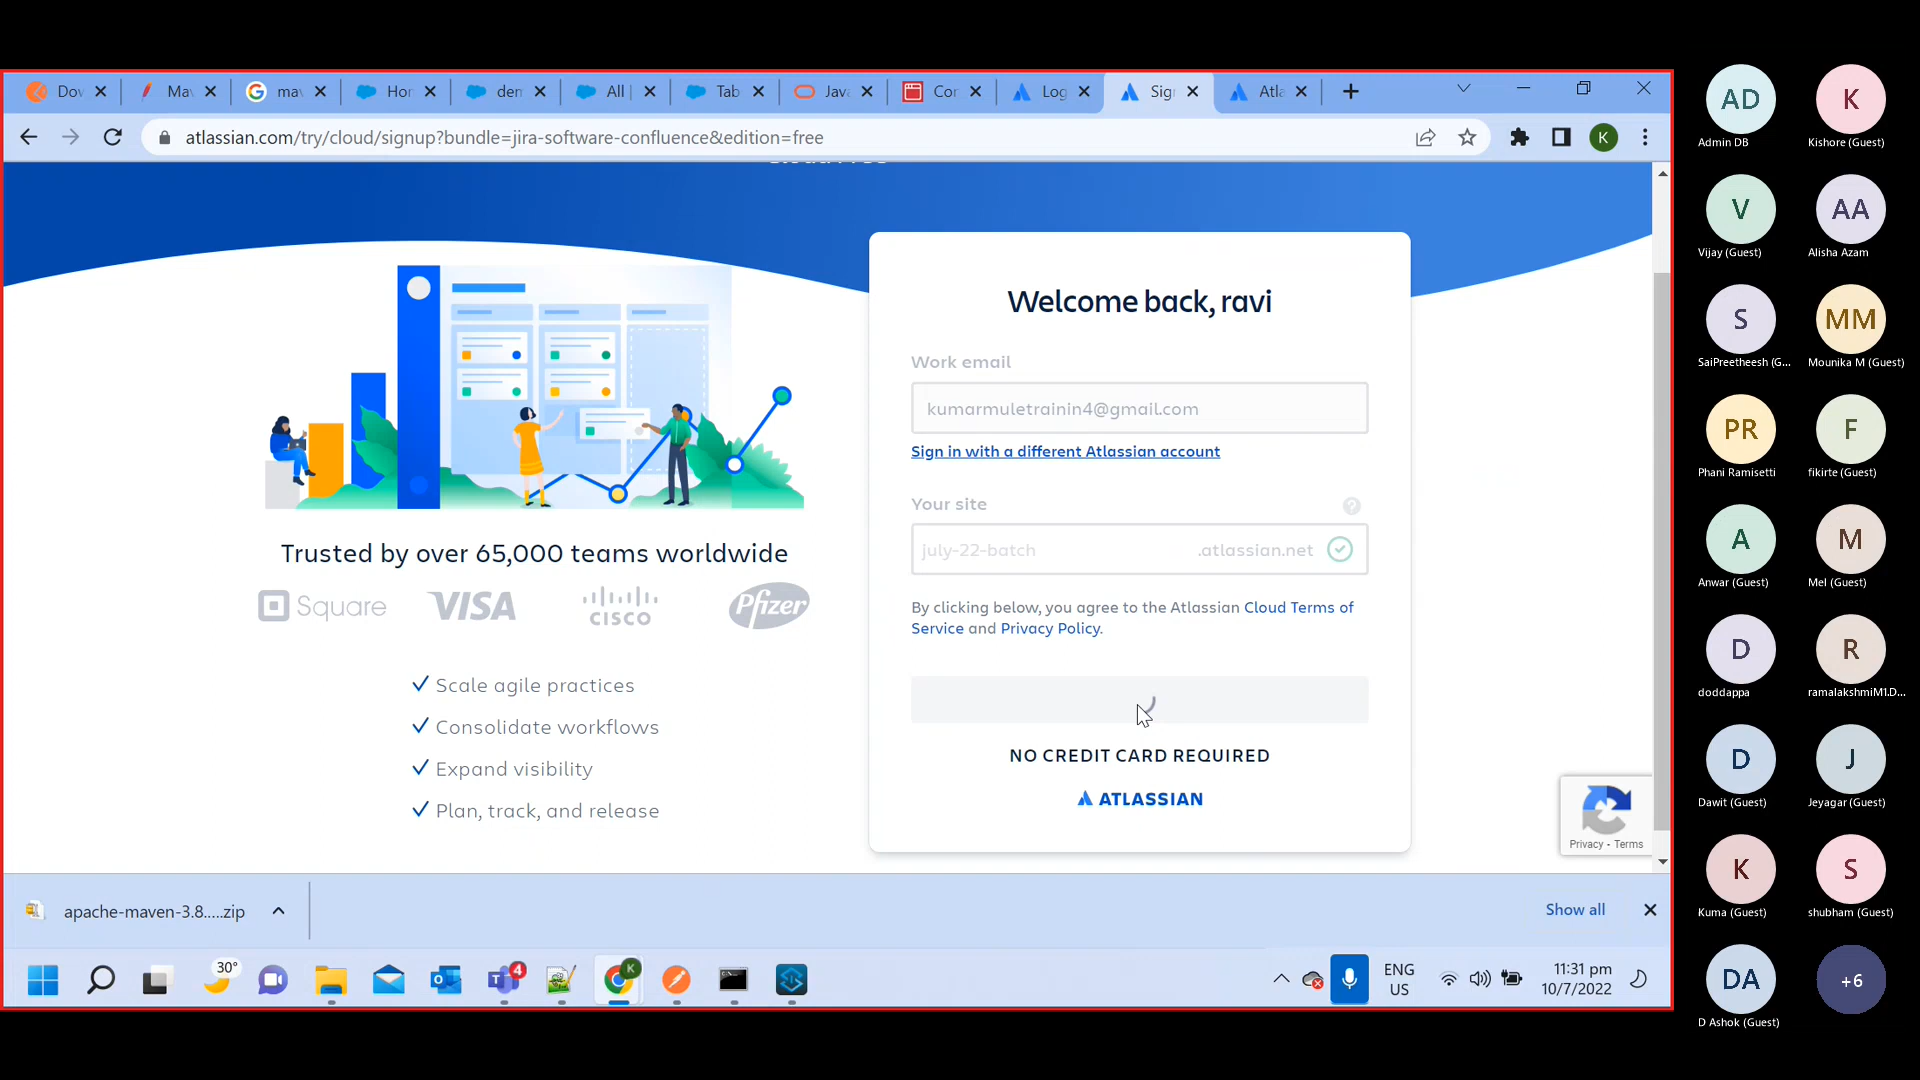 Dov
Ma
mav
Hor
dem
All |
Tab
Java
Cor
Log
Sig
Atla
atlassian.com/try/cloud/signup?bundle=jira-software-confluence&edition=free
K
Welcome back, ravi
Work email
kumarmuletrainin4@gmail.com
Sign in with a different Atlassian account
Your site
?
july-22-batch
.atlassian.net
By clicking below, you agree to the Atlassian Cloud Terms of
Service and Privacy Policy.
NO CREDIT CARD REQUIRED
ATLASSIAN
Trusted by over 65,000 teams worldwide
Square
VISA
CISCO
Pfizer
Scale agile practices
Consolidate workflows
Expand visibility
Plan, track, and release
Privacy - Terms
apache-maven-3.8.....zip
Show all
30°
4
K
ENG
US
11:31 pm
10/7/2022
AD
Admin DB
K
Kishore (Guest)
V
Vijay (Guest)
AA
Alisha Azam
S
SaiPreetheesh (G...
MM
Mounika M (Guest)
PR
Phani Ramisetti
F
fikirte (Guest)
A
Anwar (Guest)
M
Mel (Guest)
D
doddappa
R
ramalakshmiM1.D...
D
Dawit (Guest)
J
Jeyagar (Guest)
K
Kuma (Guest)
S
shubham (Guest)
DA
D Ashok (Guest)
+6